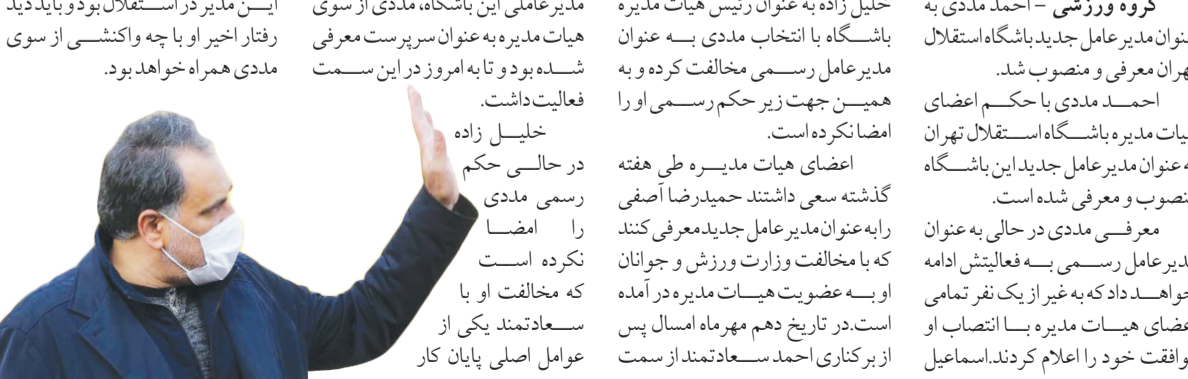 گروه ورزشی – احمد مددی به
عنوان مدیرعامل جدید باشگاه استقلال
تهران معرفی و منصوب شد.
احمد مددی با حکم اعضای
هیات مدیره باشگاه استقلال تهران
به عنوان مدیرعامل جدید این باشگاه
منصوب و معرفی شده است.
معرفی مددی در حالی به عنوان
مدیرعامل رسمی به فعالیتش ادامه
خواهد داد که به غیر از یک نفر تمامی
اعضای هیات مدیره با انتصاب او
موافقت خود را اعلام کردند.اسماعیل
خلیل زاده به عنوان رئیس هیات مدیره
باشگاه با انتخاب مددی به عنوان
مدیرعامل رسمی مخالفت کرده و به
همین جهت زیر حکم رسمی او را
امضا نکرده است.
اعضای هیات مدیره طی هفته
گذشته سعی داشتند حمیدرضا آصفی
را به عنوان مدیرعامل جدید معرفی کنند
که با مخالفت وزارت ورزش و جوانان
او به عضویت هیات مدیره در آمده
است.در تاریخ دهم مهرماه امسال پس
از برکناری احمد سعادتمند از سمت
مدیرعاملی این باشگاه، مددی از سوی
هیات مدیره به عنوان سرپرست معرفی
شده بود و تا به امروز در این سمت
فعالیت داشت.
خلیل زاده
در حالی حکم
رسمی مددی
را امضا
نکرده است
که مخالفت او با
سعادتمند یکی از
عوامل اصلی پایان کار
این مدیر در استقلال بود و باید دید
رفتار اخیر او با چه واکنشی از سوی
مددی همراه خواهد بود.